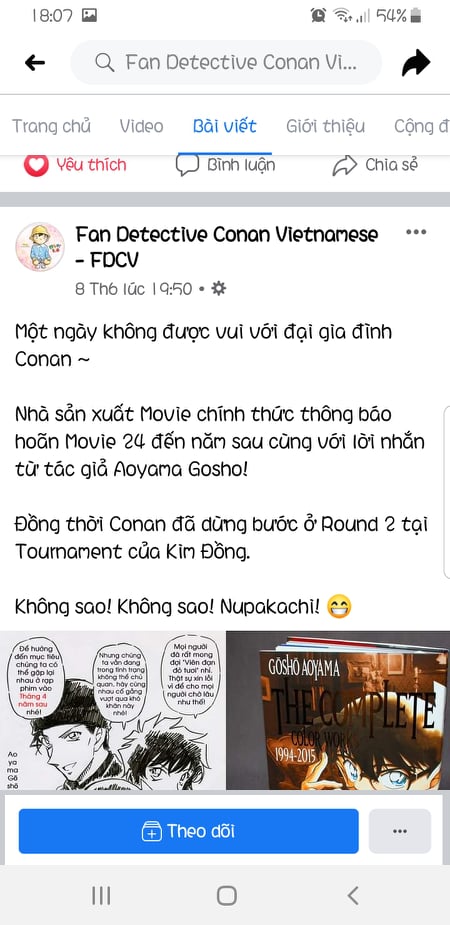 18:07
54%
Fan Detective Conan Vi...
Trang chủ Video Bài viết Giới thiệu Cộng đ
Yêu thích Bình luận Chia sẻ
Fan Detective Conan Vietnamese
- FDCV
8 Th6 lúc 19:50
Một ngày không được vui với đại gia đình
Conan ~
Nhà sản xuất Movie chính thức thông báo
hoãn Movie 24 đến năm sau cùng với lời nhắn
từ tác giả Aoyama Gosho!
Đồng thời Conan đã dừng bước ở Round 2 tại
Tournament của Kim Đồng.
Không sao! Không sao! Nupakachi! 😁
Mọi người
đã rất mong
đợi "Viên đạn
đỏ tươi" nhỉ.
Thật sự xin lỗi
vì để cho mọi
người chờ lâu
như thế!
Nhưng chúng
ta vẫn đang
trong tình trạng
không thể chủ
quan, hãy cùng
nhau cố gắng
vượt qua khó
khăn này nhé!
Để hướng
đến mục tiêu
chúng ta có
thể gặp lại
nhau ở rạp
phim vào
Tháng 4
năm sau
nhé!
Ao
ya
ma
Gō
shō
GŌSHŌ AOYAMA
THE COMPLETE
COLOR WORKS
1994-2015
Theo dõi